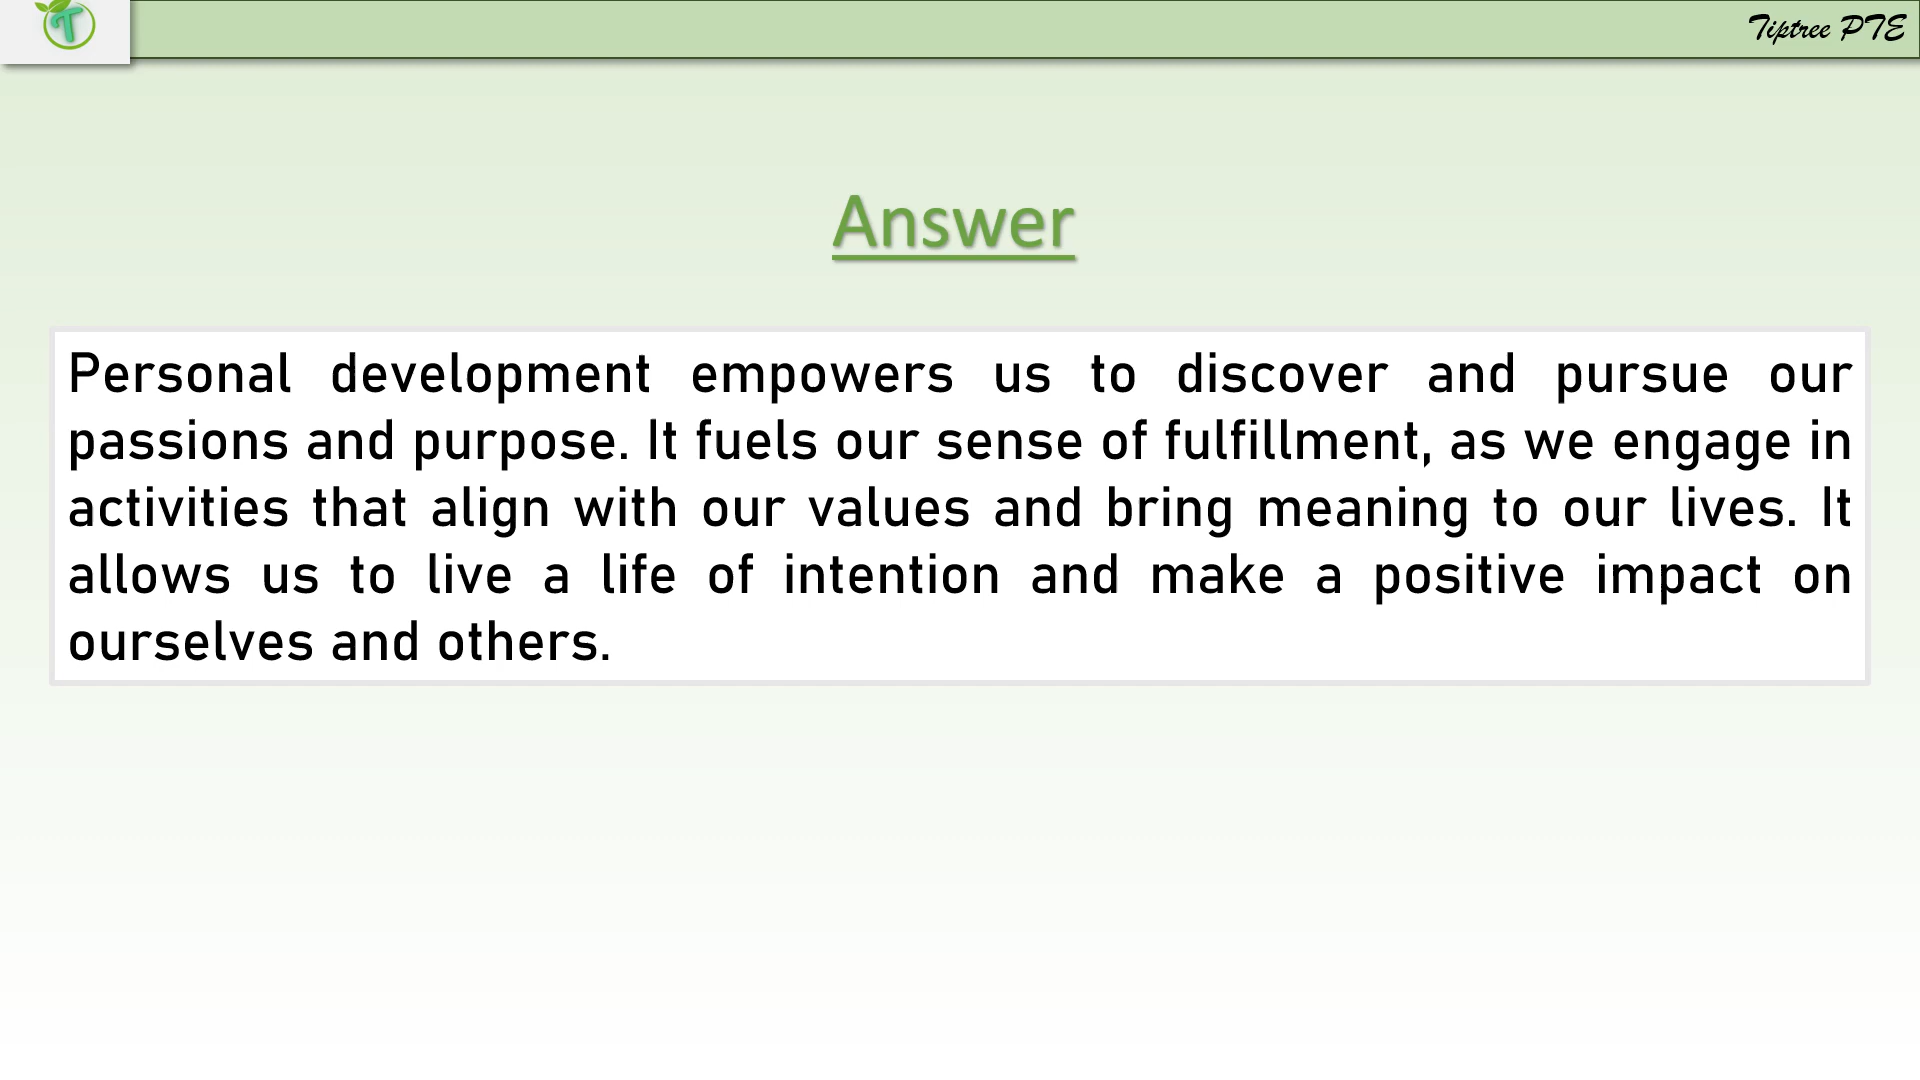 T
Tiptree PTE
Answer
Personal development empowers us to discover and pursue our
passions and purpose. It fuels our sense of fulfillment, as we engage in
activities that align with our values and bring meaning to our lives. It
allows us to live a life of intention and make a positive impact on
ourselves and others.